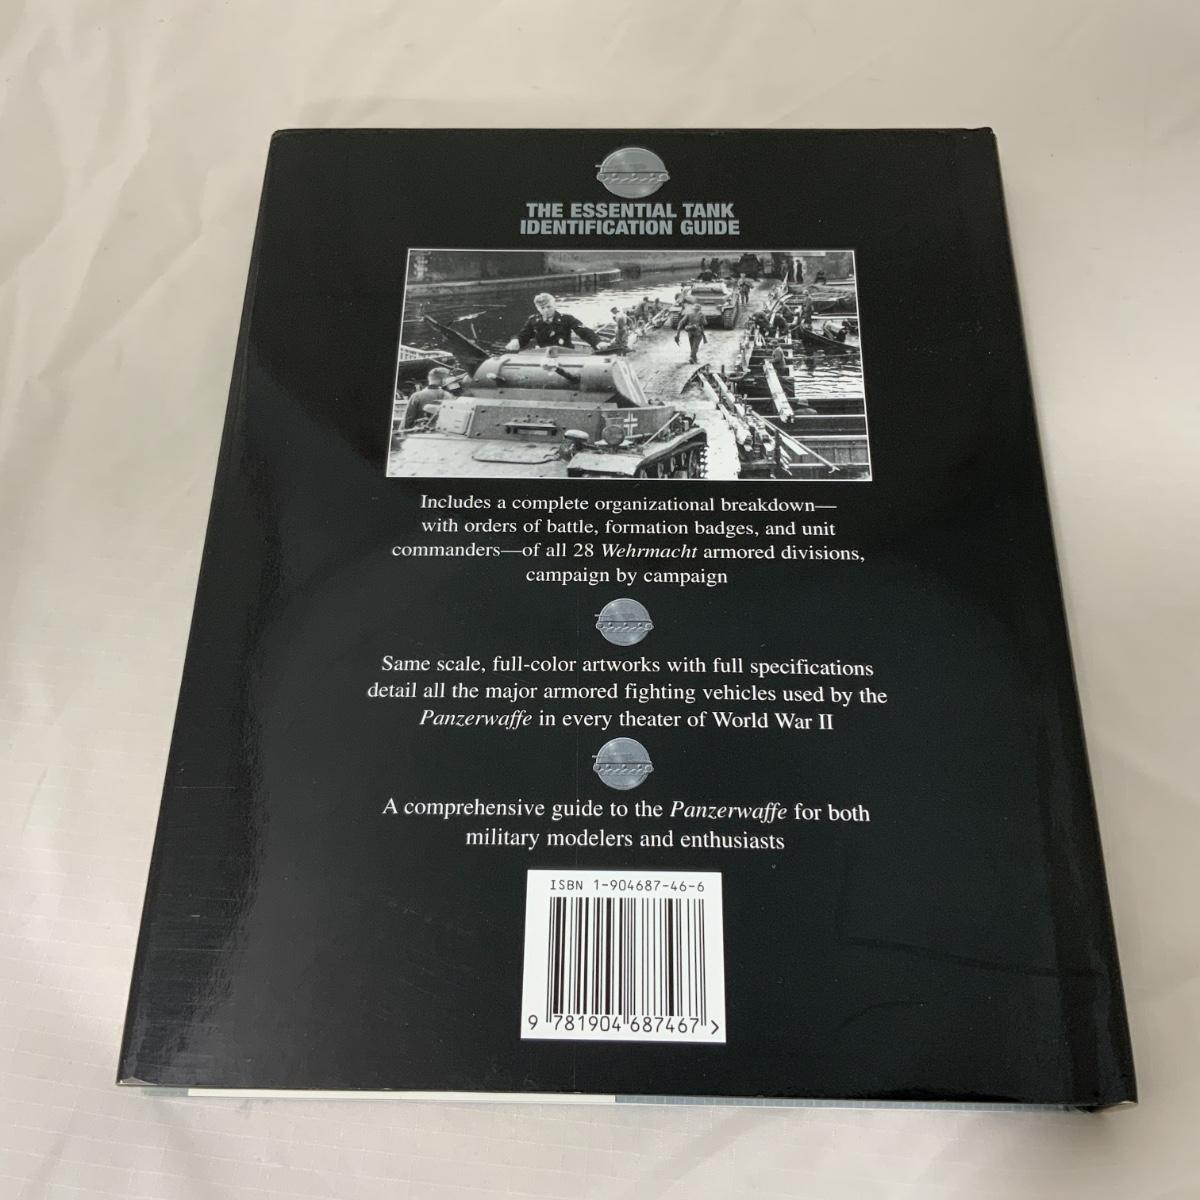 THE ESSENTIAL TANK
IDENTIFICATION GUIDE
Includes a complete organizational breakdown—
with orders of battle, formation badges, and unit
commanders—of all 28 Wehrmacht armored divisions,
campaign by campaign
Same scale, full-color artworks with full specifications
detail all the major armored fighting vehicles used by the
Panzerwaffe in every theater of World War II
A comprehensive guide to the Panzerwaffe for both
military modelers and enthusiasts
ISBN 1-904687-46-6
9 781904 687467 >